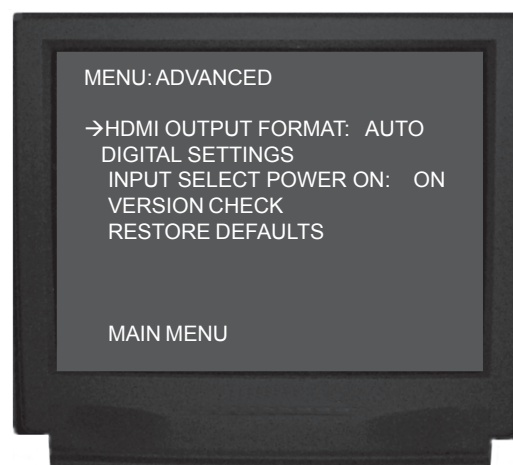 MENU: ADVANCED
→HDMI OUTPUT FORMAT: AUTO
DIGITAL SETTINGS
INPUT SELECT POWER ON: ON
VERSION CHECK
RESTORE DEFAULTS
MAIN MENU